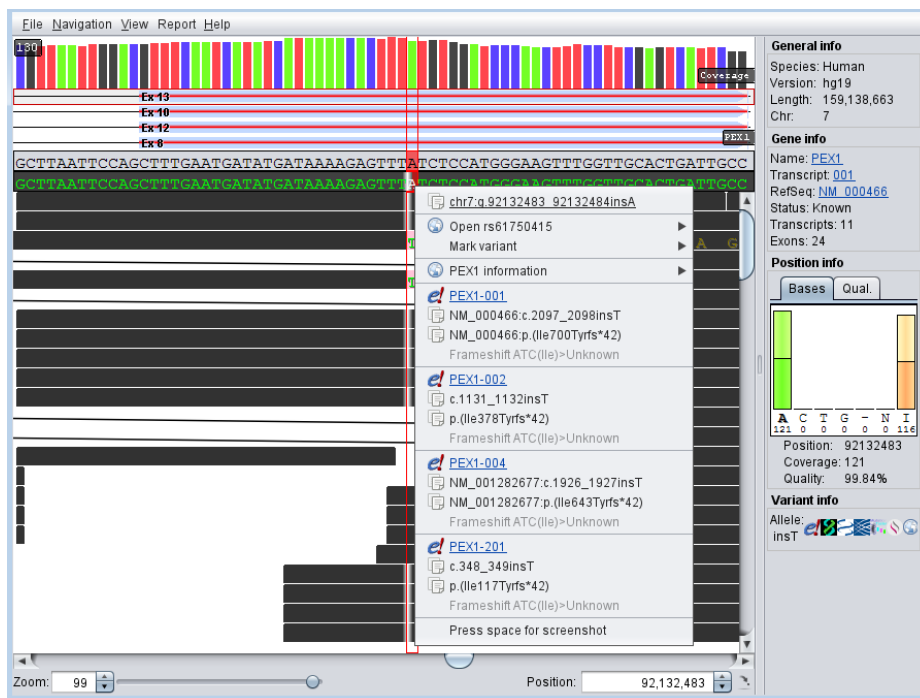 File Navigation View Report Help
130
Coverage
Ex 13
Ex 10
Ex 12
Ex 8
PEX1
GCTTAATTCCAGCTTTGAATGATATGATAAAAGAGTTTATCTCCATGGGAAGTTTGGTTGCACTGATTGCC
GCTTAATTCCAGCTTTGAATGATATGATAAAAGAGTTTATCTCCATGGGAAGTTTGGTTGCACTGATTGCC
T
A G
T
chr7:g.92132483_92132484insA
Open rs61750415
Mark variant
PEX1 information
PEX1-001
NM_000466:c.2097_2098insT
NM_000466:p.(Ile700Tyrfs*42)
Frameshift ATC(Ile)>Unknown
PEX1-002
c.1131_1132insT
p.(Ile378Tyrfs*42)
Frameshift ATC(Ile)>Unknown
PEX1-004
NM_001282677:c.1926_1927insT
NM_001282677:p.(Ile643Tyrfs*42)
Frameshift ATC(Ile)>Unknown
PEX1-201
c.348_349insT
p.(Ile117Tyrfs*42)
Frameshift ATC(Ile)>Unknown
Press space for screenshot
Zoom: 99
Position: 92,132,483
General info
Species: Human
Version: hg19
Length: 159,138,663
Chr: 7
Gene info
Name: PEX1
Transcript: 001
RefSeq: NM_000466
Status: Known
Transcripts: 11
Exons: 24
Position info
Bases Qual.
A C T G - N I
121 0 0 0 0 0 116
Position: 92132483
Coverage: 121
Quality: 99.84%
Variant info
Allele:
insT